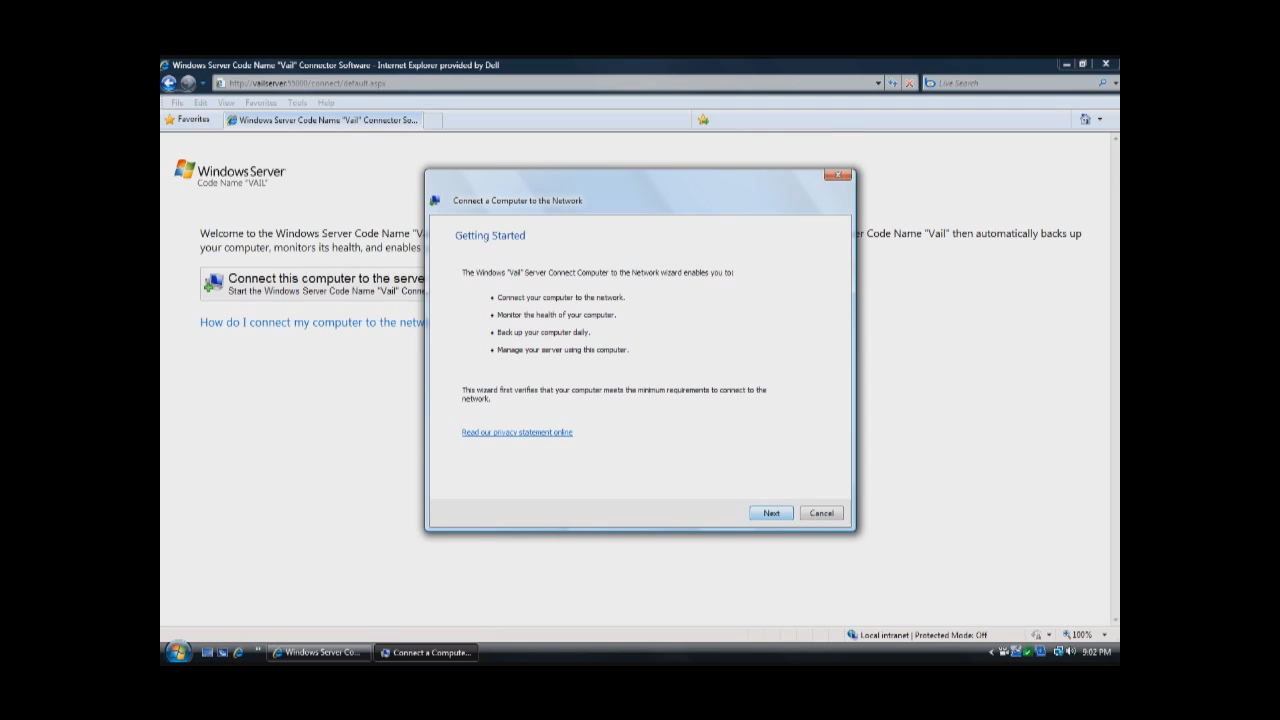 Windows Server Code Name "Vail" Connector Software - Internet Explorer provided by Dell
http://vailserver:55000/connect/default.aspx
Live Search
File Edit View Favorites Tools Help
Favorites
Windows Server Code Name "Vail" Connector So...
Windows Server
Code Name "VAIL"
Connect a Computer to the Network
Welcome to the Windows Server Code Name "V
er Code Name "Vail" then automatically backs up
your computer, monitors its health, and enables
Connect this computer to the serve
Start the Windows Server Code Name "Vail" Conne
How do I connect my computer to the netw
Getting Started
The Windows "Vail" Server Connect Computer to the Network wizard enables you to:
• Connect your computer to the network.
• Monitor the health of your computer.
• Back up your computer daily.
• Manage your server using this computer.
This wizard first verifies that your computer meets the minimum requirements to connect to the
network.
Read our privacy statement online
Next Cancel
Local intranet | Protected Mode: Off
100%
Windows Server Co...
Connect a Compute...
9:02 PM